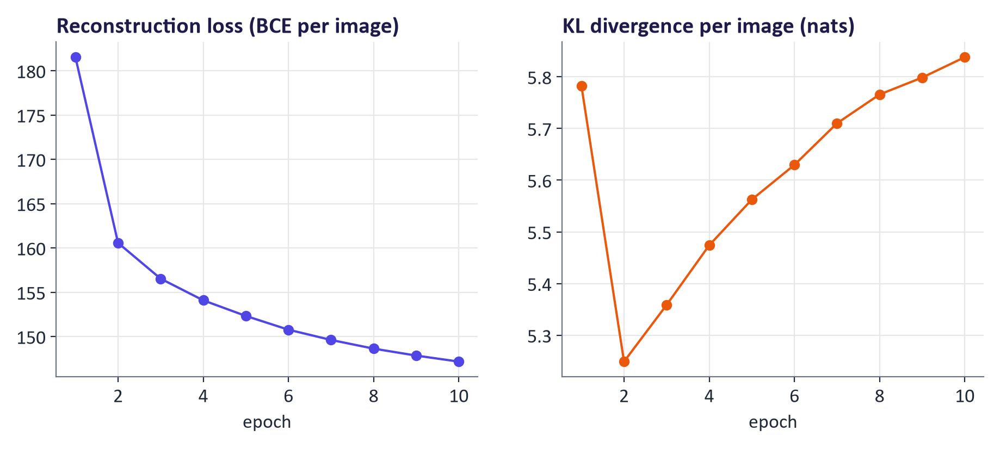 Reconstruction loss (BCE per image)
180
175
170
165
160
155
150
2 4 6 8 10
epoch
KL divergence per image (nats)
5.8
5.7
5.6
5.5
5.4
5.3
2 4 6 8 10
epoch